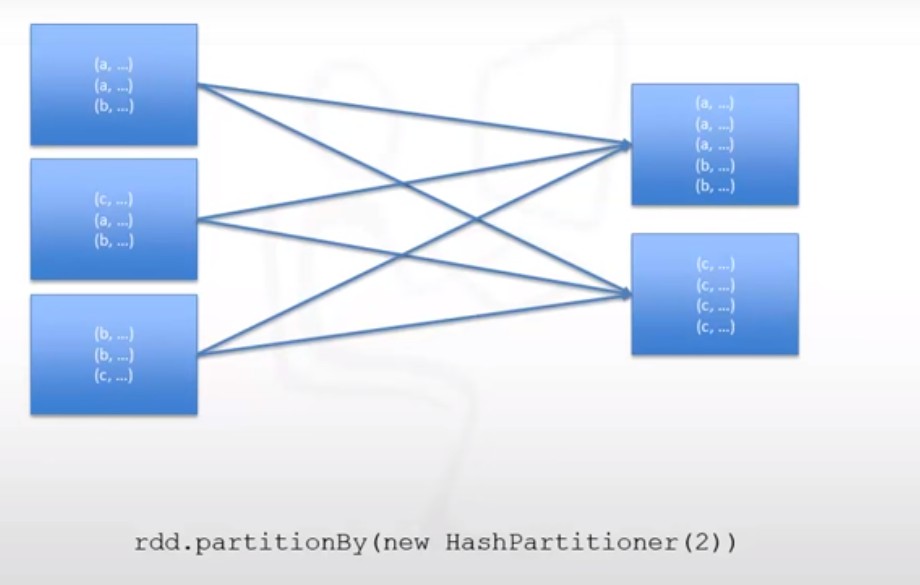 (a, ...)
(a, ...)
(b, ...)
(c, ...)
(a, ...)
(b, ...)
(b, ...)
(b, ...)
(c, ...)
(a, ...)
(a, ...)
(a, ...)
(b, ...)
(b, ...)
(c, ...)
(c, ...)
(c, ...)
(c, ...)
rdd.partitionBy(new HashPartitioner(2))